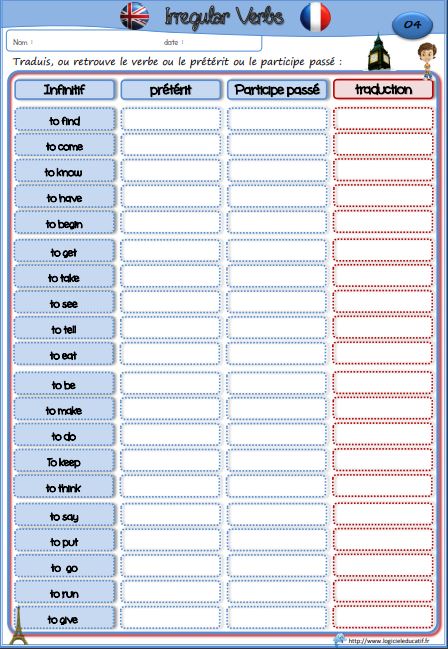 Irregular Verbs
04
Nom :
date :
Traduis, ou retrouve le verbe ou le prétérit ou le participe passé :
Infinitif prétérit Participe passé traduction
to find
to come
to know
to have
to begin
to get
to take
to see
to tell
to eat
to be
to make
to do
To keep
to think
to say
to put
to go
to run
to give
http://www.logicieleducatif.fr